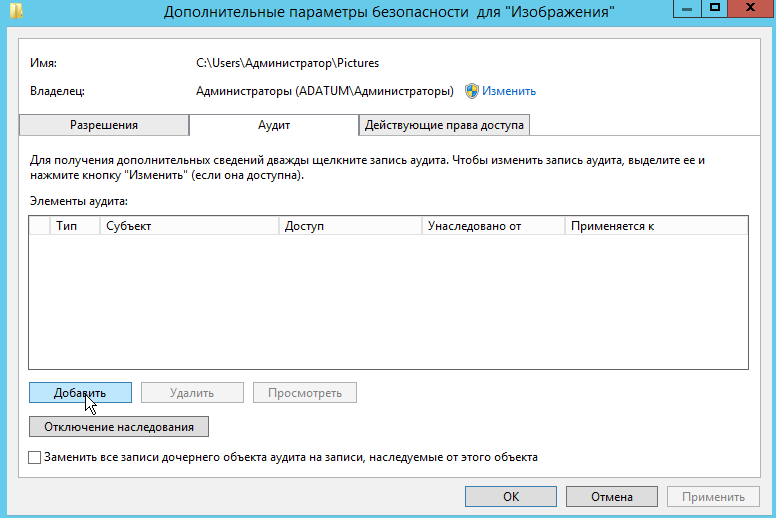 Дополнительные параметры безопасности для "Изображения"
Имя: C:\Users\Администратор\Pictures
Владелец: Администраторы (ADATUM\Администраторы) Изменить
Разрешения Аудит Действующие права доступа
Для получения дополнительных сведений дважды щелкните запись аудита. Чтобы изменить запись аудита, выделите ее и
нажмите кнопку "Изменить" (если она доступна).
Элементы аудита:
Тип Субъект Доступ Унаследовано от Применяется к
Добавить Удалить Просмотреть
Отключение наследования
Заменить все записи дочернего объекта аудита на записи, наследуемые от этого объекта
OK Отмена Применить